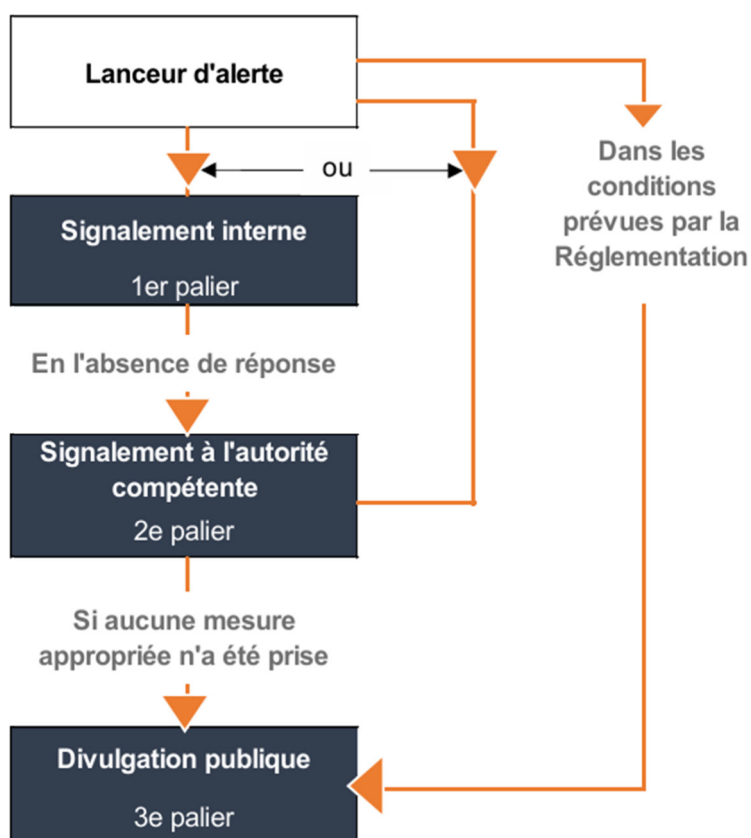 Lanceur d'alerte
ou
Dans les
conditions
prévues par la
Réglementation
Signalement interne
1er palier
En l'absence de réponse
Signalement à l'autorité
compétente
2e palier
Si aucune mesure
appropriée n'a été prise
Divulgation publique
3e palier